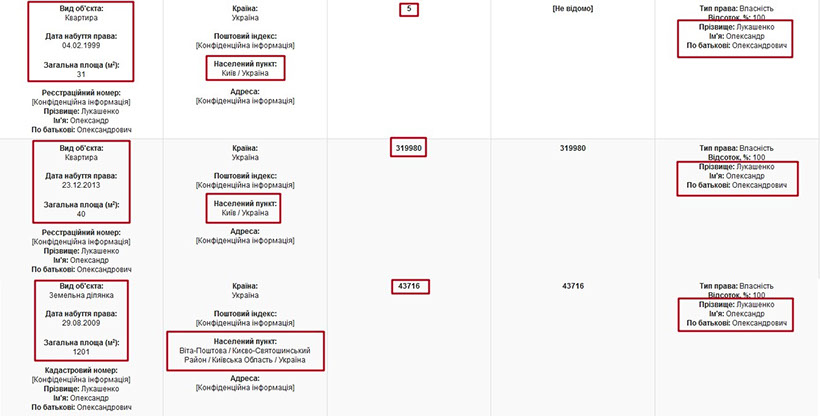 Вид об'єкта:
Квартира
Дата набуття права:
04.02.1999
Загальна площа (м²):
31
Реєстраційний номер:
[Конфіденційна інформація]
Прізвище: Лукашенко
Ім'я: Олександр
По батькові: Олександрович
Країна:
Україна
Поштовий індекс:
[Конфіденційна інформація]
Населений пункт:
Київ / Україна
Адреса:
[Конфіденційна інформація]
5
[Не відомо]
Тип права: Власність
Відсоток, %: 100
Прізвище: Лукашенко
Ім'я: Олександр
По батькові: Олександрович
Вид об'єкта:
Квартира
Дата набуття права:
23.12.2013
Загальна площа (м²):
40
Реєстраційний номер:
[Конфіденційна інформація]
Прізвище: Лукашенко
Ім'я: Олександр
По батькові: Олександрович
Країна:
Україна
Поштовий індекс:
[Конфіденційна інформація]
Населений пункт:
Київ / Україна
Адреса:
[Конфіденційна інформація]
319980
319980
Тип права: Власність
Відсоток, %: 100
Прізвище: Лукашенко
Ім'я: Олександр
По батькові: Олександрович
Вид об'єкта:
Земельна ділянка
Дата набуття права:
29.08.2009
Загальна площа (м²):
1201
Кадастровий номер:
[Конфіденційна інформація]
Прізвище: Лукашенко
Ім'я: Олександр
По батькові: Олександрович
Країна:
Україна
Поштовий індекс:
[Конфіденційна інформація]
Населений пункт:
Віта-Поштова / Києво-Святошинський
Район / Київська Область / Україна
Адреса:
[Конфіденційна інформація]
43716
43716
Тип права: Власність
Відсоток, %: 100
Прізвище: Лукашенко
Ім'я: Олександр
По батькові: Олександрович